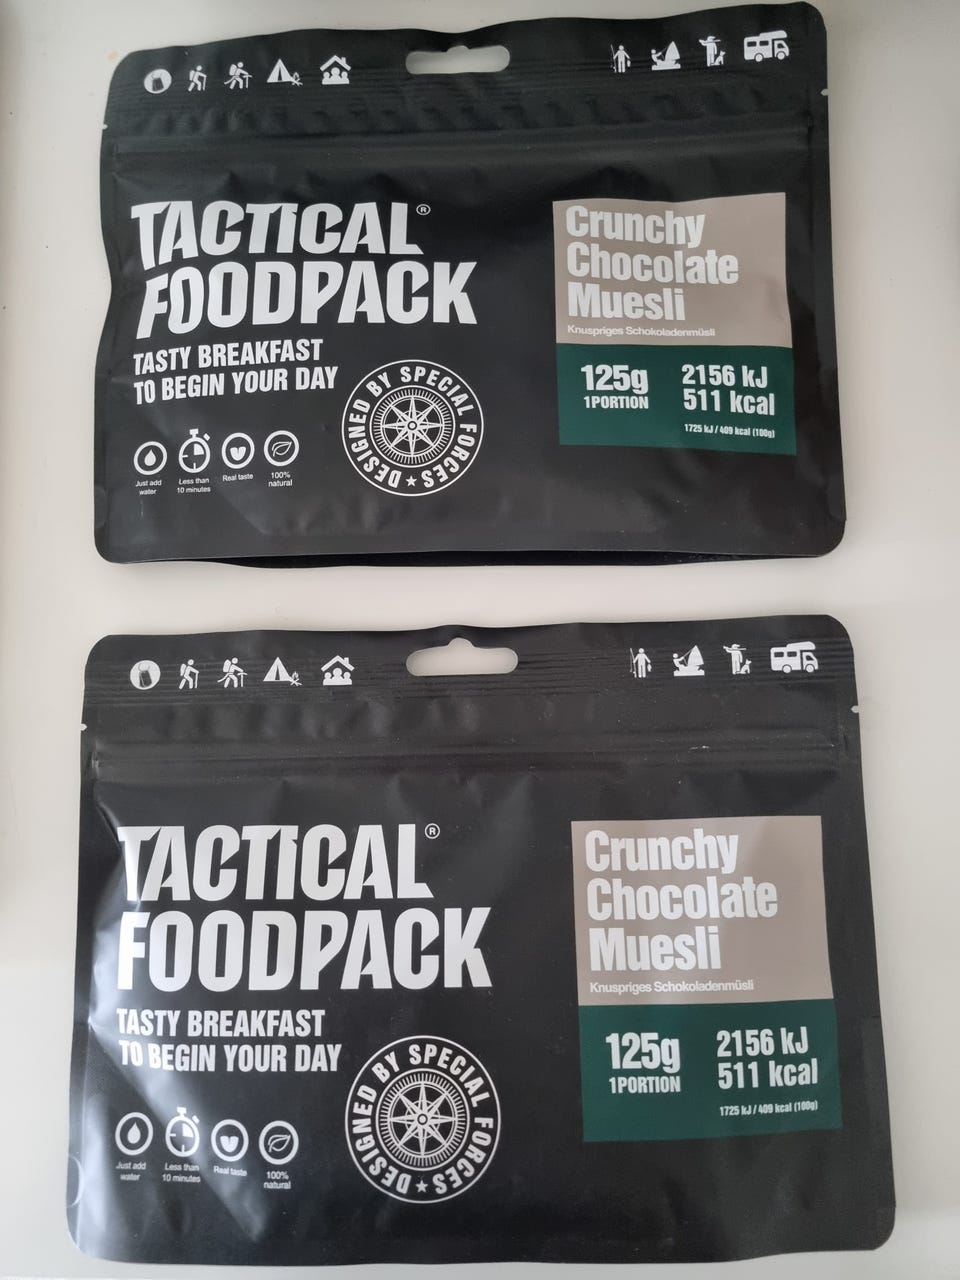 TACTICAL®
FOODPACK
TASTY BREAKFAST
TO BEGIN YOUR DAY
Just add
water
Less than
10 minutes
Real taste
100%
natural
DESIGNED BY SPECIAL FORCES ★
Crunchy
Chocolate
Muesli
Knuspriges Schokoladenmüsli
125g
1PORTION
2156 kJ
511 kcal
1725 kJ / 409 kcal (100g)
TACTICAL®
FOODPACK
TASTY BREAKFAST
TO BEGIN YOUR DAY
Just add
water
Less than
10 minutes
Real taste
100%
natural
DESIGNED BY SPECIAL FORCES ★
Crunchy
Chocolate
Muesli
Knuspriges Schokoladenmüsli
125g
1PORTION
2156 kJ
511 kcal
1725 kJ / 409 kcal (100g)